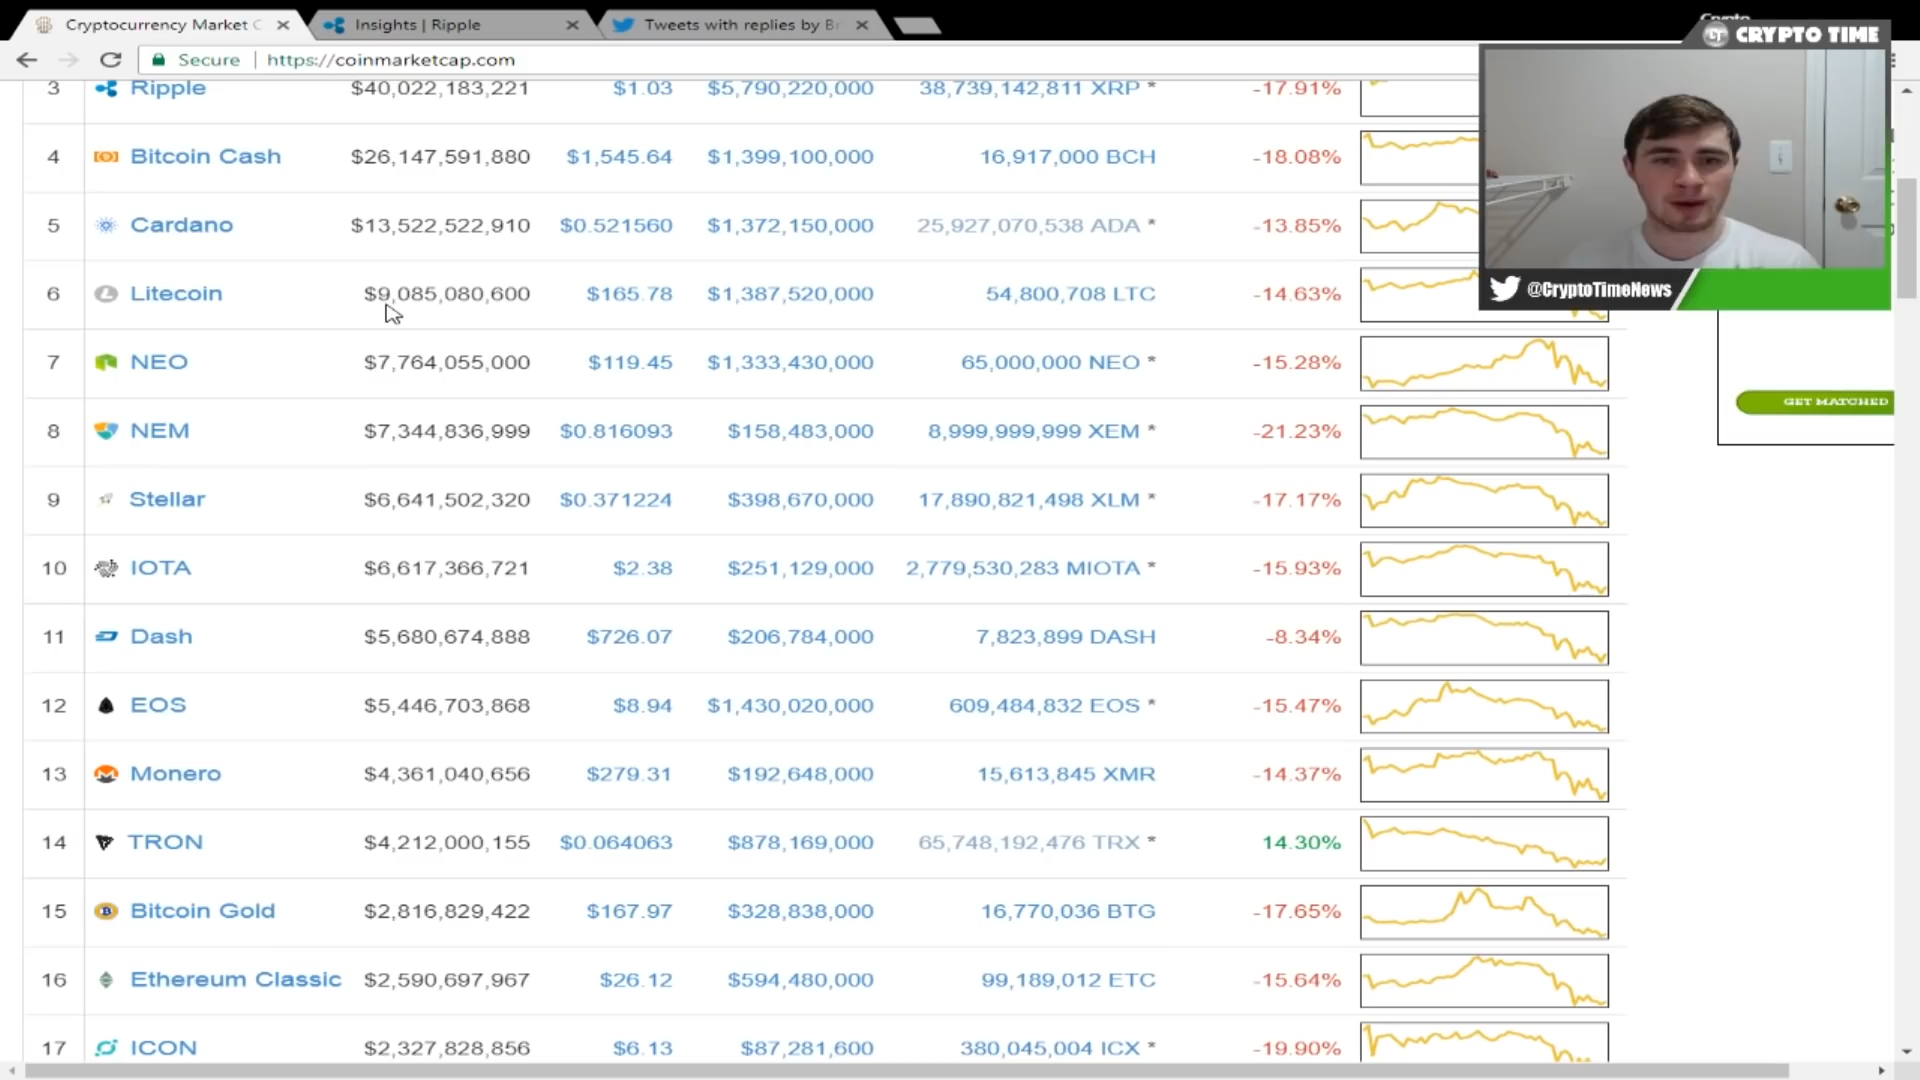 Cryptocurrency Market C
Insights | Ripple
Tweets with replies by Br
Crypto
CRYPTO TIME
Secure | https://coinmarketcap.com
3 Ripple $40,022,183,221 $1.03 $5,790,220,000 38,739,142,811 XRP * -17.91%
4 Bitcoin Cash $26,147,591,880 $1,545.64 $1,399,100,000 16,917,000 BCH -18.08%
5 Cardano $13,522,522,910 $0.521560 $1,372,150,000 25,927,070,538 ADA * -13.85%
6 Litecoin $9,085,080,600 $165.78 $1,387,520,000 54,800,708 LTC -14.63%
@CryptoTimeNews
7 NEO $7,764,055,000 $119.45 $1,333,430,000 65,000,000 NEO * -15.28%
GET MATCHED
8 NEM $7,344,836,999 $0.816093 $158,483,000 8,999,999,999 XEM * -21.23%
9 Stellar $6,641,502,320 $0.371224 $398,670,000 17,890,821,498 XLM * -17.17%
10 IOTA $6,617,366,721 $2.38 $251,129,000 2,779,530,283 MIOTA * -15.93%
11 Dash $5,680,674,888 $726.07 $206,784,000 7,823,899 DASH -8.34%
12 EOS $5,446,703,868 $8.94 $1,430,020,000 609,484,832 EOS * -15.47%
13 Monero $4,361,040,656 $279.31 $192,648,000 15,613,845 XMR -14.37%
14 TRON $4,212,000,155 $0.064063 $878,169,000 65,748,192,476 TRX * 14.30%
15 Bitcoin Gold $2,816,829,422 $167.97 $328,838,000 16,770,036 BTG -17.65%
16 Ethereum Classic $2,590,697,967 $26.12 $594,480,000 99,189,012 ETC -15.64%
17 ICON $2,327,828,856 $6.13 $87,281,600 380,045,004 ICX * -19.90%